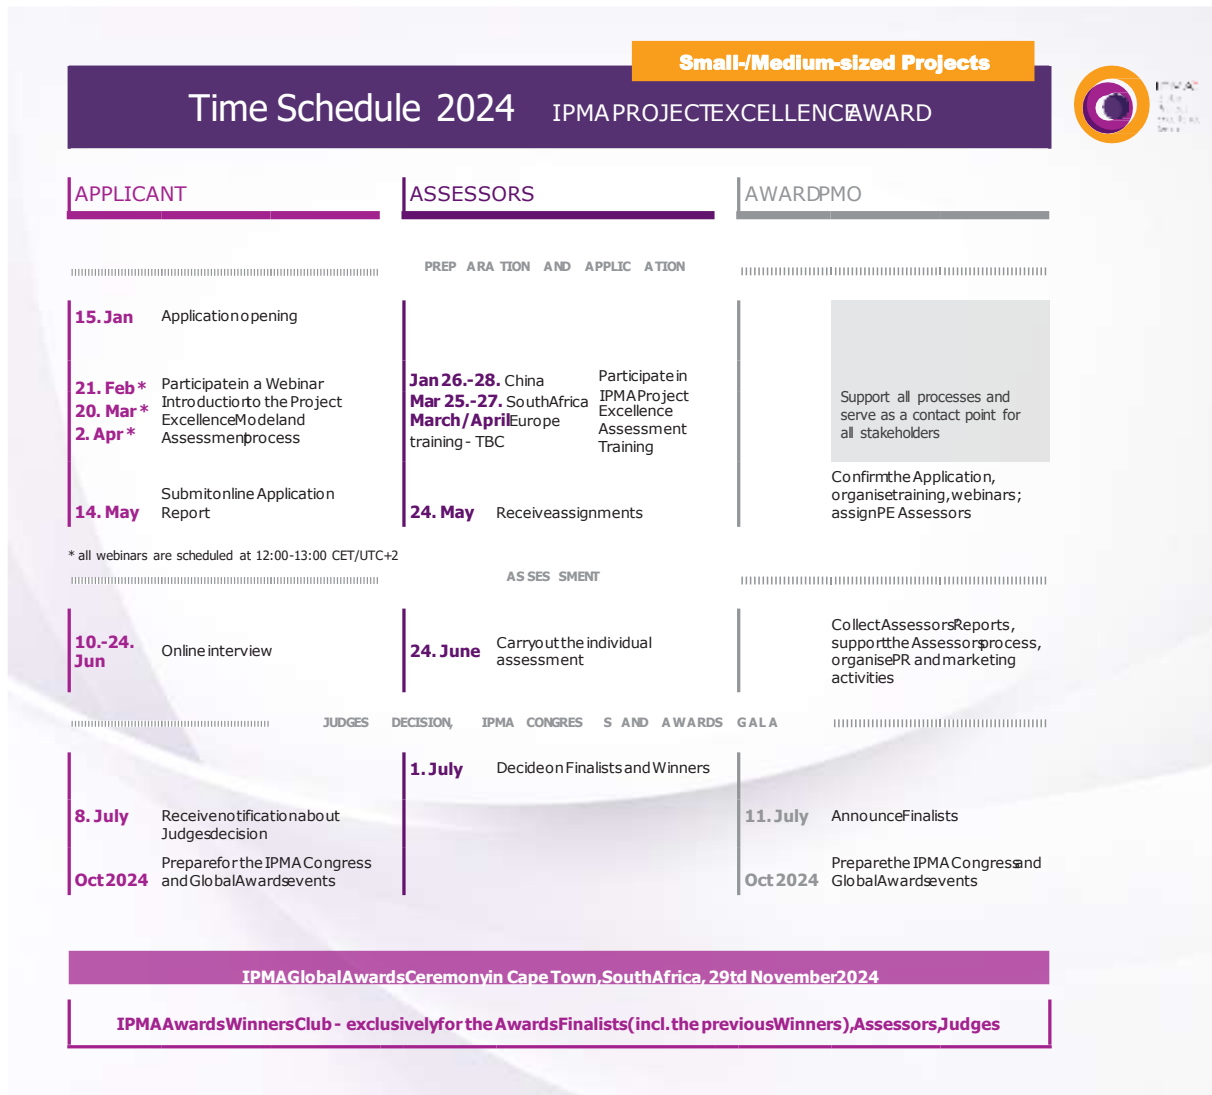 Small-/Medium-sized Projects
Time Schedule 2024 IPMA PROJECT EXCELLENCE AWARD
IPMA
APPLICANT
ASSESSORS
AWARD PMO
PREPARATION AND APPLICATION
15. Jan Application opening
21. Feb *
20. Mar *
2. Apr *
Participate in a Webinar
Introduction to the Project
Excellence Model and
Assessment process
Jan 26.-28. China
Mar 25.-27. South Africa
March/April Europe
training - TBC
Participate in
IPMA Project
Excellence
Assessment
Training
Support all processes and
serve as a contact point for
all stakeholders
14. May
Submit online Application
Report
24. May Receive assignments
Confirm the Application,
organise training, webinars;
assign PE Assessors
* all webinars are scheduled at 12:00-13:00 CET/UTC+2
ASSESSMENT
10.-24.
Jun
Online interview
24. June
Carry out the individual
assessment
Collect Assessors Reports,
support the Assessors process,
organise PR and marketing
activities
JUDGES DECISION, IPMA CONGRESS AND AWARDS GALA
1. July Decide on Finalists and Winners
8. July
Receive notification about
Judges decision
11. July Announce Finalists
Oct 2024
Prepare for the IPMA Congress
and Global Awards events
Oct 2024
Prepare the IPMA Congress and
Global Awards events
IPMA Global Awards Ceremony in Cape Town, South Africa, 29td November 2024
IPMA Awards Winners Club - exclusively for the Awards Finalists (incl. the previous Winners), Assessors, Judges